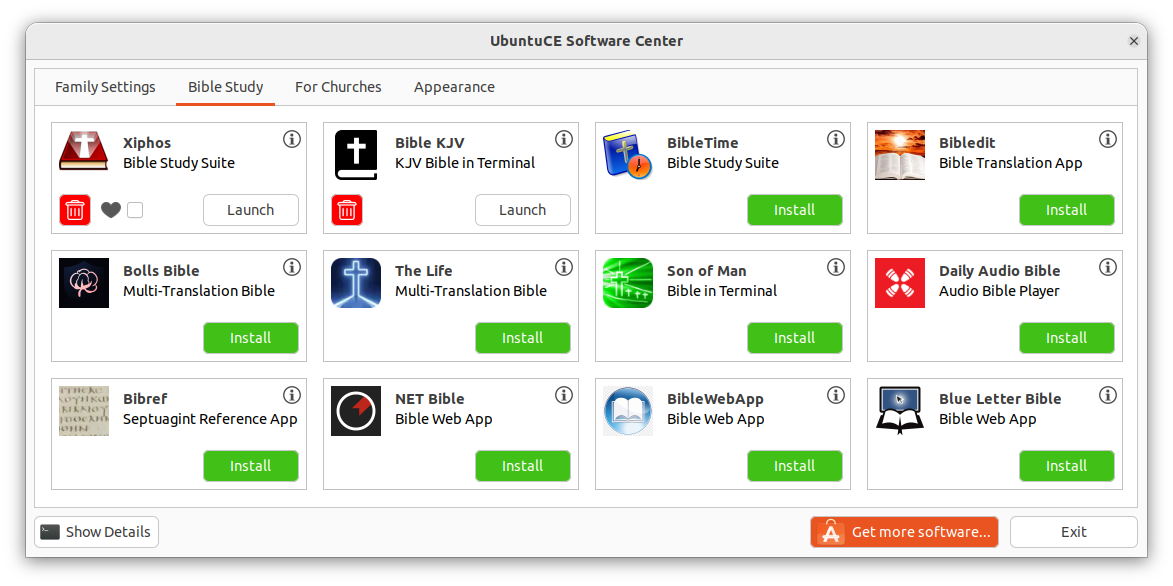 UbuntuCE Software Center
Family Settings
Bible Study
For Churches
Appearance
Xiphos
Bible Study Suite
Launch
Bible KJV
KJV Bible in Terminal
Launch
BibleTime
Bible Study Suite
Install
Bibledit
Bible Translation App
Install
Bolls Bible
Multi-Translation Bible
Install
The Life
Multi-Translation Bible
Install
Son of Man
Bible in Terminal
Install
Daily Audio Bible
Audio Bible Player
Install
Bibref
Septuagint Reference App
Install
NET Bible
Bible Web App
Install
BibleWebApp
Bible Web App
Install
Blue Letter Bible
Bible Web App
Install
Show Details
Get more software...
Exit